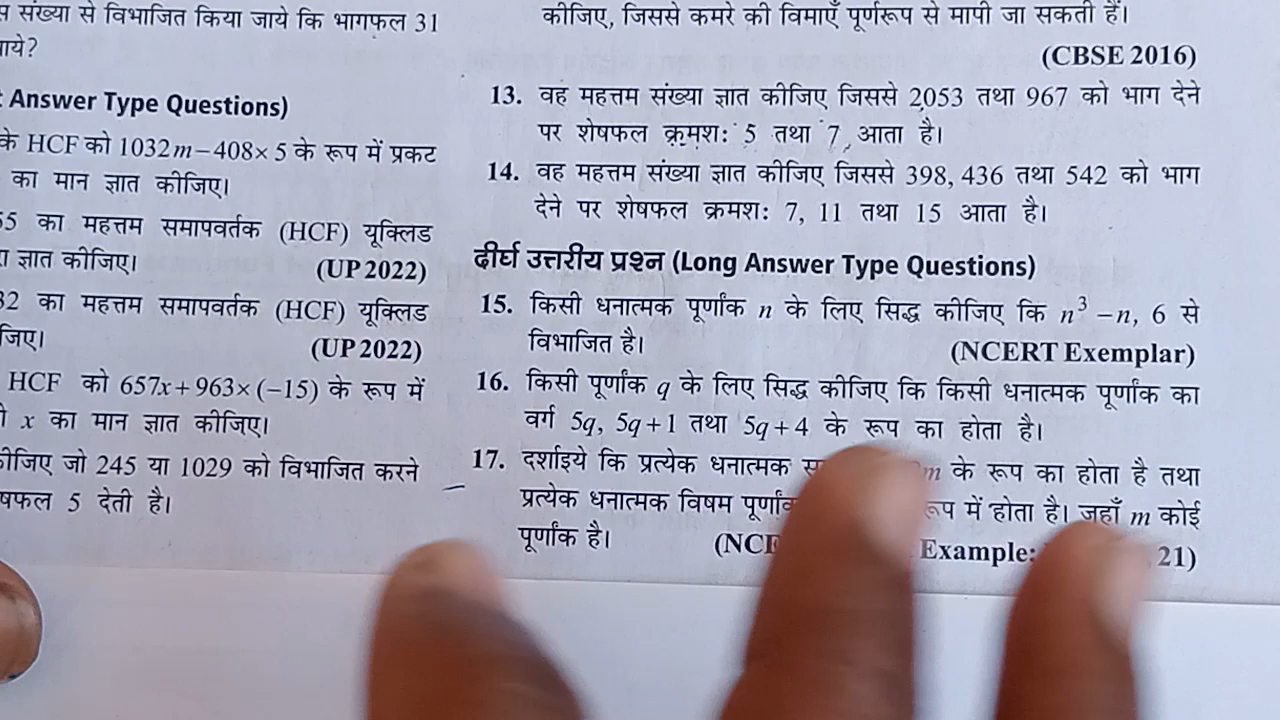 संख्या से विभाजित किया जाये कि भागफल 31
Answer Type Questions)
के HCF को 1032m−408×5 के रूप में प्रकट
का मान ज्ञात कीजिए।
का महत्तम समापवर्तक (HCF) यूक्लिड
ज्ञात कीजिए। (UP 2022)
का महत्तम समापवर्तक (HCF) यूक्लिड
(UP 2022)
HCF को 657x+963×(−15) के रूप में
x का मान ज्ञात कीजिए।
जो 245 या 1029 को विभाजित करने
5 देती है।
कीजिए, जिससे कमरे की विमाएँ पूर्णरूप से मापी जा सकती हैं।
(CBSE 2016)
13. वह महत्तम संख्या ज्ञात कीजिए जिससे 2053 तथा 967 को भाग देने
पर शेषफल क्रमश: 5 तथा 7 आता है।
14. वह महत्तम संख्या ज्ञात कीजिए जिससे 398, 436 तथा 542 को भाग
देने पर शेषफल क्रमश: 7, 11 तथा 15 आता है।
दीर्घ उत्तरीय प्रश्न (Long Answer Type Questions)
15. किसी धनात्मक पूर्णांक n के लिए सिद्ध कीजिए कि n³ −n, 6 से
विभाजित है। (NCERT Exemplar)
16. किसी पूर्णांक q के लिए सिद्ध कीजिए कि किसी धनात्मक पूर्णांक का
वर्ग 5q, 5q+1 तथा 5q+4 के रूप का होता है।
17. दर्शाइये कि प्रत्येक धनात्मक के रूप का होता है तथा
प्रत्येक धनात्मक विषम में होता है। जहाँ m कोई
पूर्णांक है। Example: 21)